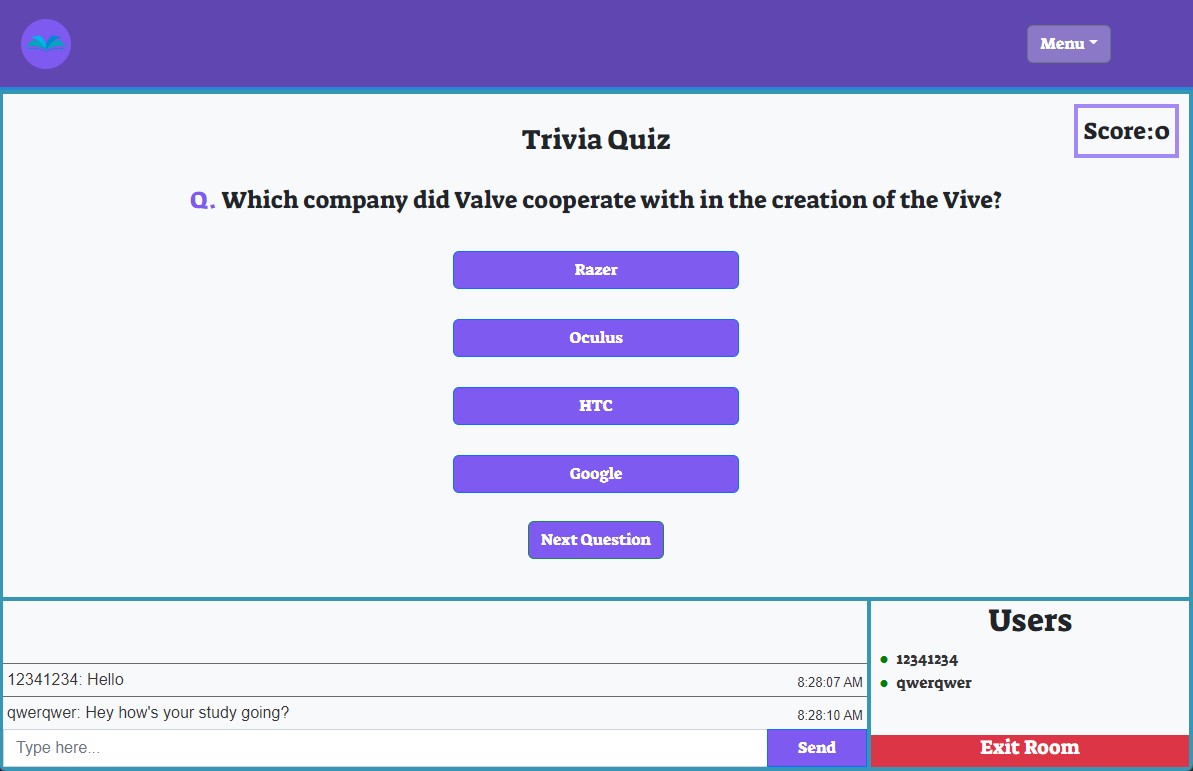 Menu
Score:0
Trivia Quiz
Q. Which company did Valve cooperate with in the creation of the Vive?
Razer
Oculus
HTC
Google
Next Question
12341234: Hello 8:28:07 AM
qwerqwer: Hey how's your study going? 8:28:10 AM
Type here...
Send
Users
12341234
qwerqwer
Exit Room